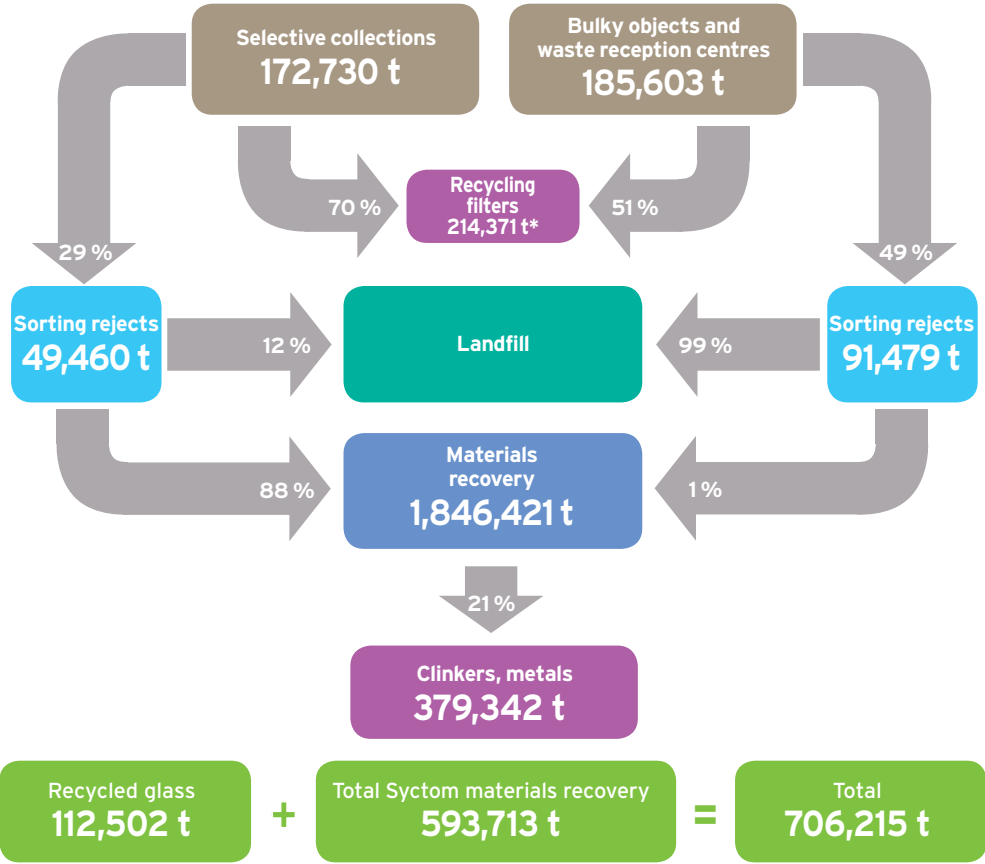 Selective collections
172,730 t
Bulky objects and
waste reception centres
185,603 t
Recycling
filters
214,371 t*
70 %
51 %
29 %
49 %
Sorting rejects
49,460 t
12 %
Landfill
99 %
Sorting rejects
91,479 t
Materials
recovery
1,846,421 t
88 %
1 %
21 %
Clinkers, metals
379,342 t
Recycled glass
112,502 t
+
Total Syctom materials recovery
593,713 t
=
Total
706,215 t